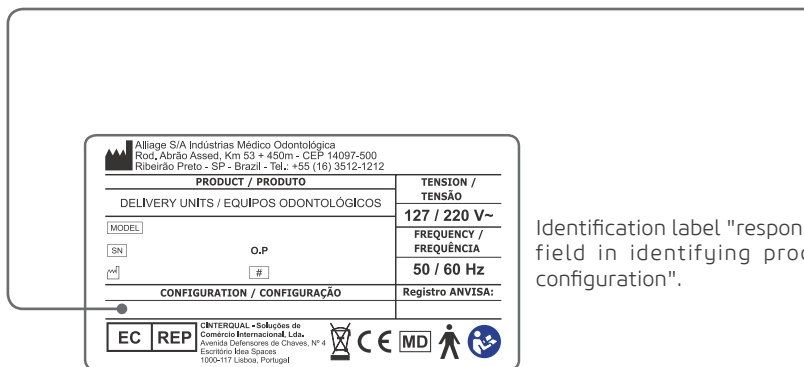 Alliage S/A Indústrias Médico Odontológica
Rod. Abrão Assed, Km 53 + 450m - CEP 14097-500
Ribeirão Preto - SP - Brazil - Tel.: +55 (16) 3512-1212
PRODUCT / PRODUTO
DELIVERY UNITS / EQUIPOS ODONTOLÓGICOS
MODEL
SN
O.P
#
CONFIGURATION / CONFIGURAÇÃO
TENSION /
TENSÃO
127 / 220 V~
FREQUENCY /
FREQUÊNCIA
50 / 60 Hz
Registro ANVISA:
EC REP
CINTERQUAL - Soluções de
Comércio Internacional, Lda.
Avenida Defensores de Chaves, Nº 4
Escritório Idea Spaces
1000-117 Lisboa, Portugal
CE
MD
Identification label "respon
field in identifying prod
configuration".